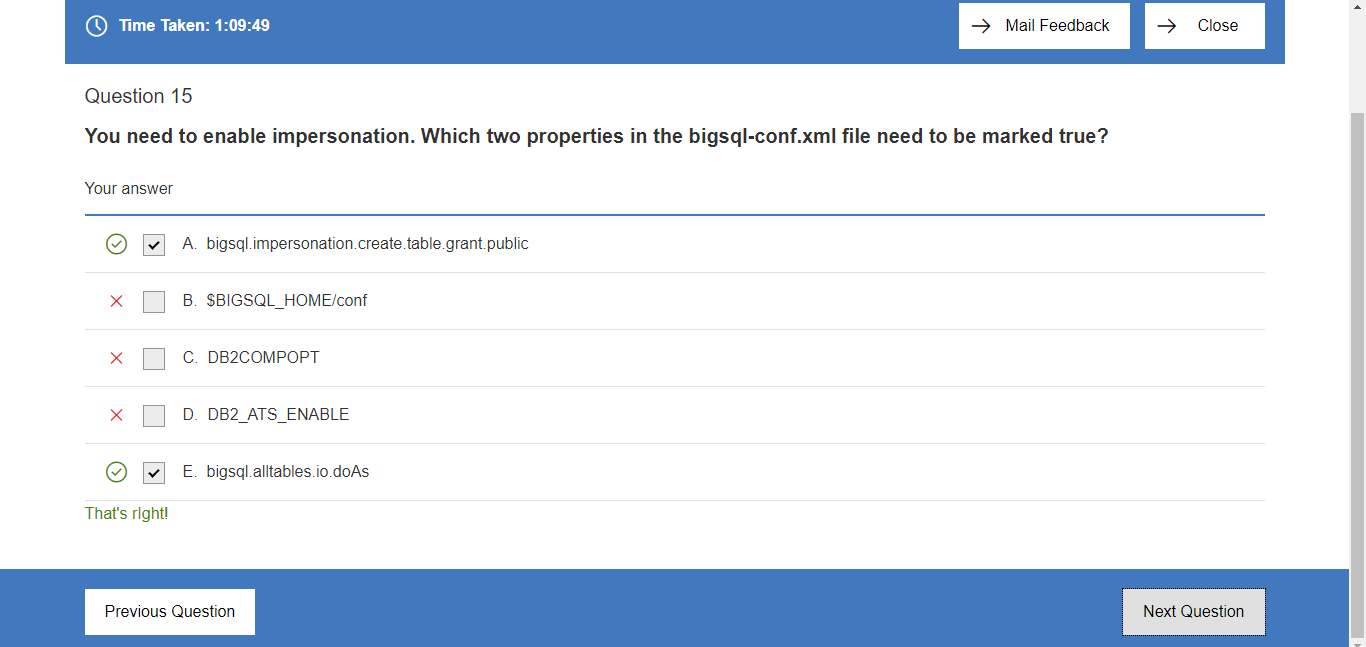 Time Taken: 1:09:49
Mail Feedback
Close
Question 15
You need to enable impersonation. Which two properties in the bigsql-conf.xml file need to be marked true?
Your answer
A. bigsql.impersonation.create.table.grant.public
B. $BIGSQL_HOME/conf
C. DB2COMPOPT
D. DB2_ATS_ENABLE
E. bigsql.alltables.io.doAs
That's right!
Previous Question
Next Question